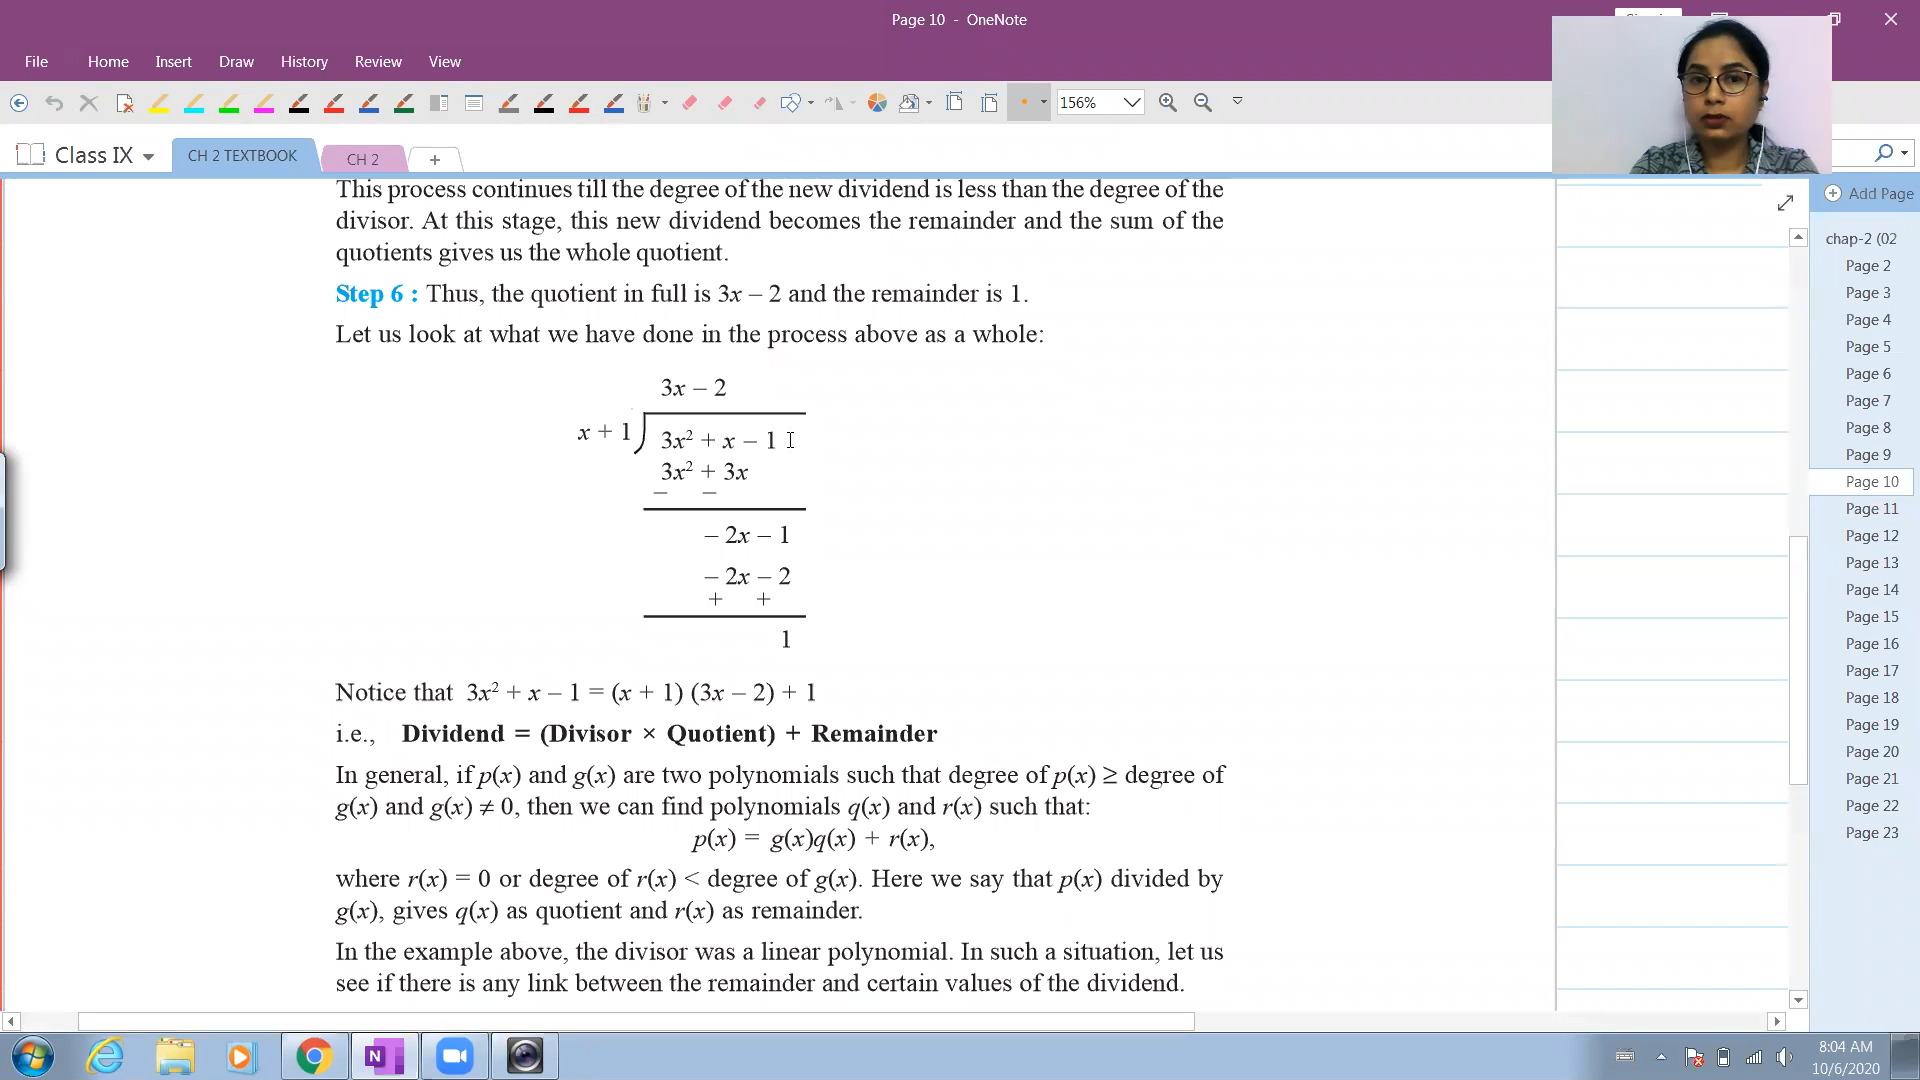 Page 10 - OneNote
File Home Insert Draw History Review View
156%
Class IX CH 2 TEXTBOOK CH 2 +
Add Page
This process continues till the degree of the new dividend is less than the degree of the
divisor. At this stage, this new dividend becomes the remainder and the sum of the
quotients gives us the whole quotient.
Step 6 : Thus, the quotient in full is 3x – 2 and the remainder is 1.
Let us look at what we have done in the process above as a whole:
3x – 2
x + 1 3x² + x – 1
3x² + 3x
– –
– 2x – 1
– 2x – 2
+ +
1
Notice that 3x² + x – 1 = (x + 1) (3x – 2) + 1
i.e., Dividend = (Divisor × Quotient) + Remainder
In general, if p(x) and g(x) are two polynomials such that degree of p(x) ≥ degree of
g(x) and g(x) ≠ 0, then we can find polynomials q(x) and r(x) such that:
p(x) = g(x)q(x) + r(x),
where r(x) = 0 or degree of r(x) < degree of g(x). Here we say that p(x) divided by
g(x), gives q(x) as quotient and r(x) as remainder.
In the example above, the divisor was a linear polynomial. In such a situation, let us
see if there is any link between the remainder and certain values of the dividend.
chap-2 (02
Page 2
Page 3
Page 4
Page 5
Page 6
Page 7
Page 8
Page 9
Page 10
Page 11
Page 12
Page 13
Page 14
Page 15
Page 16
Page 17
Page 18
Page 19
Page 20
Page 21
Page 22
Page 23
8:04 AM
10/6/2020